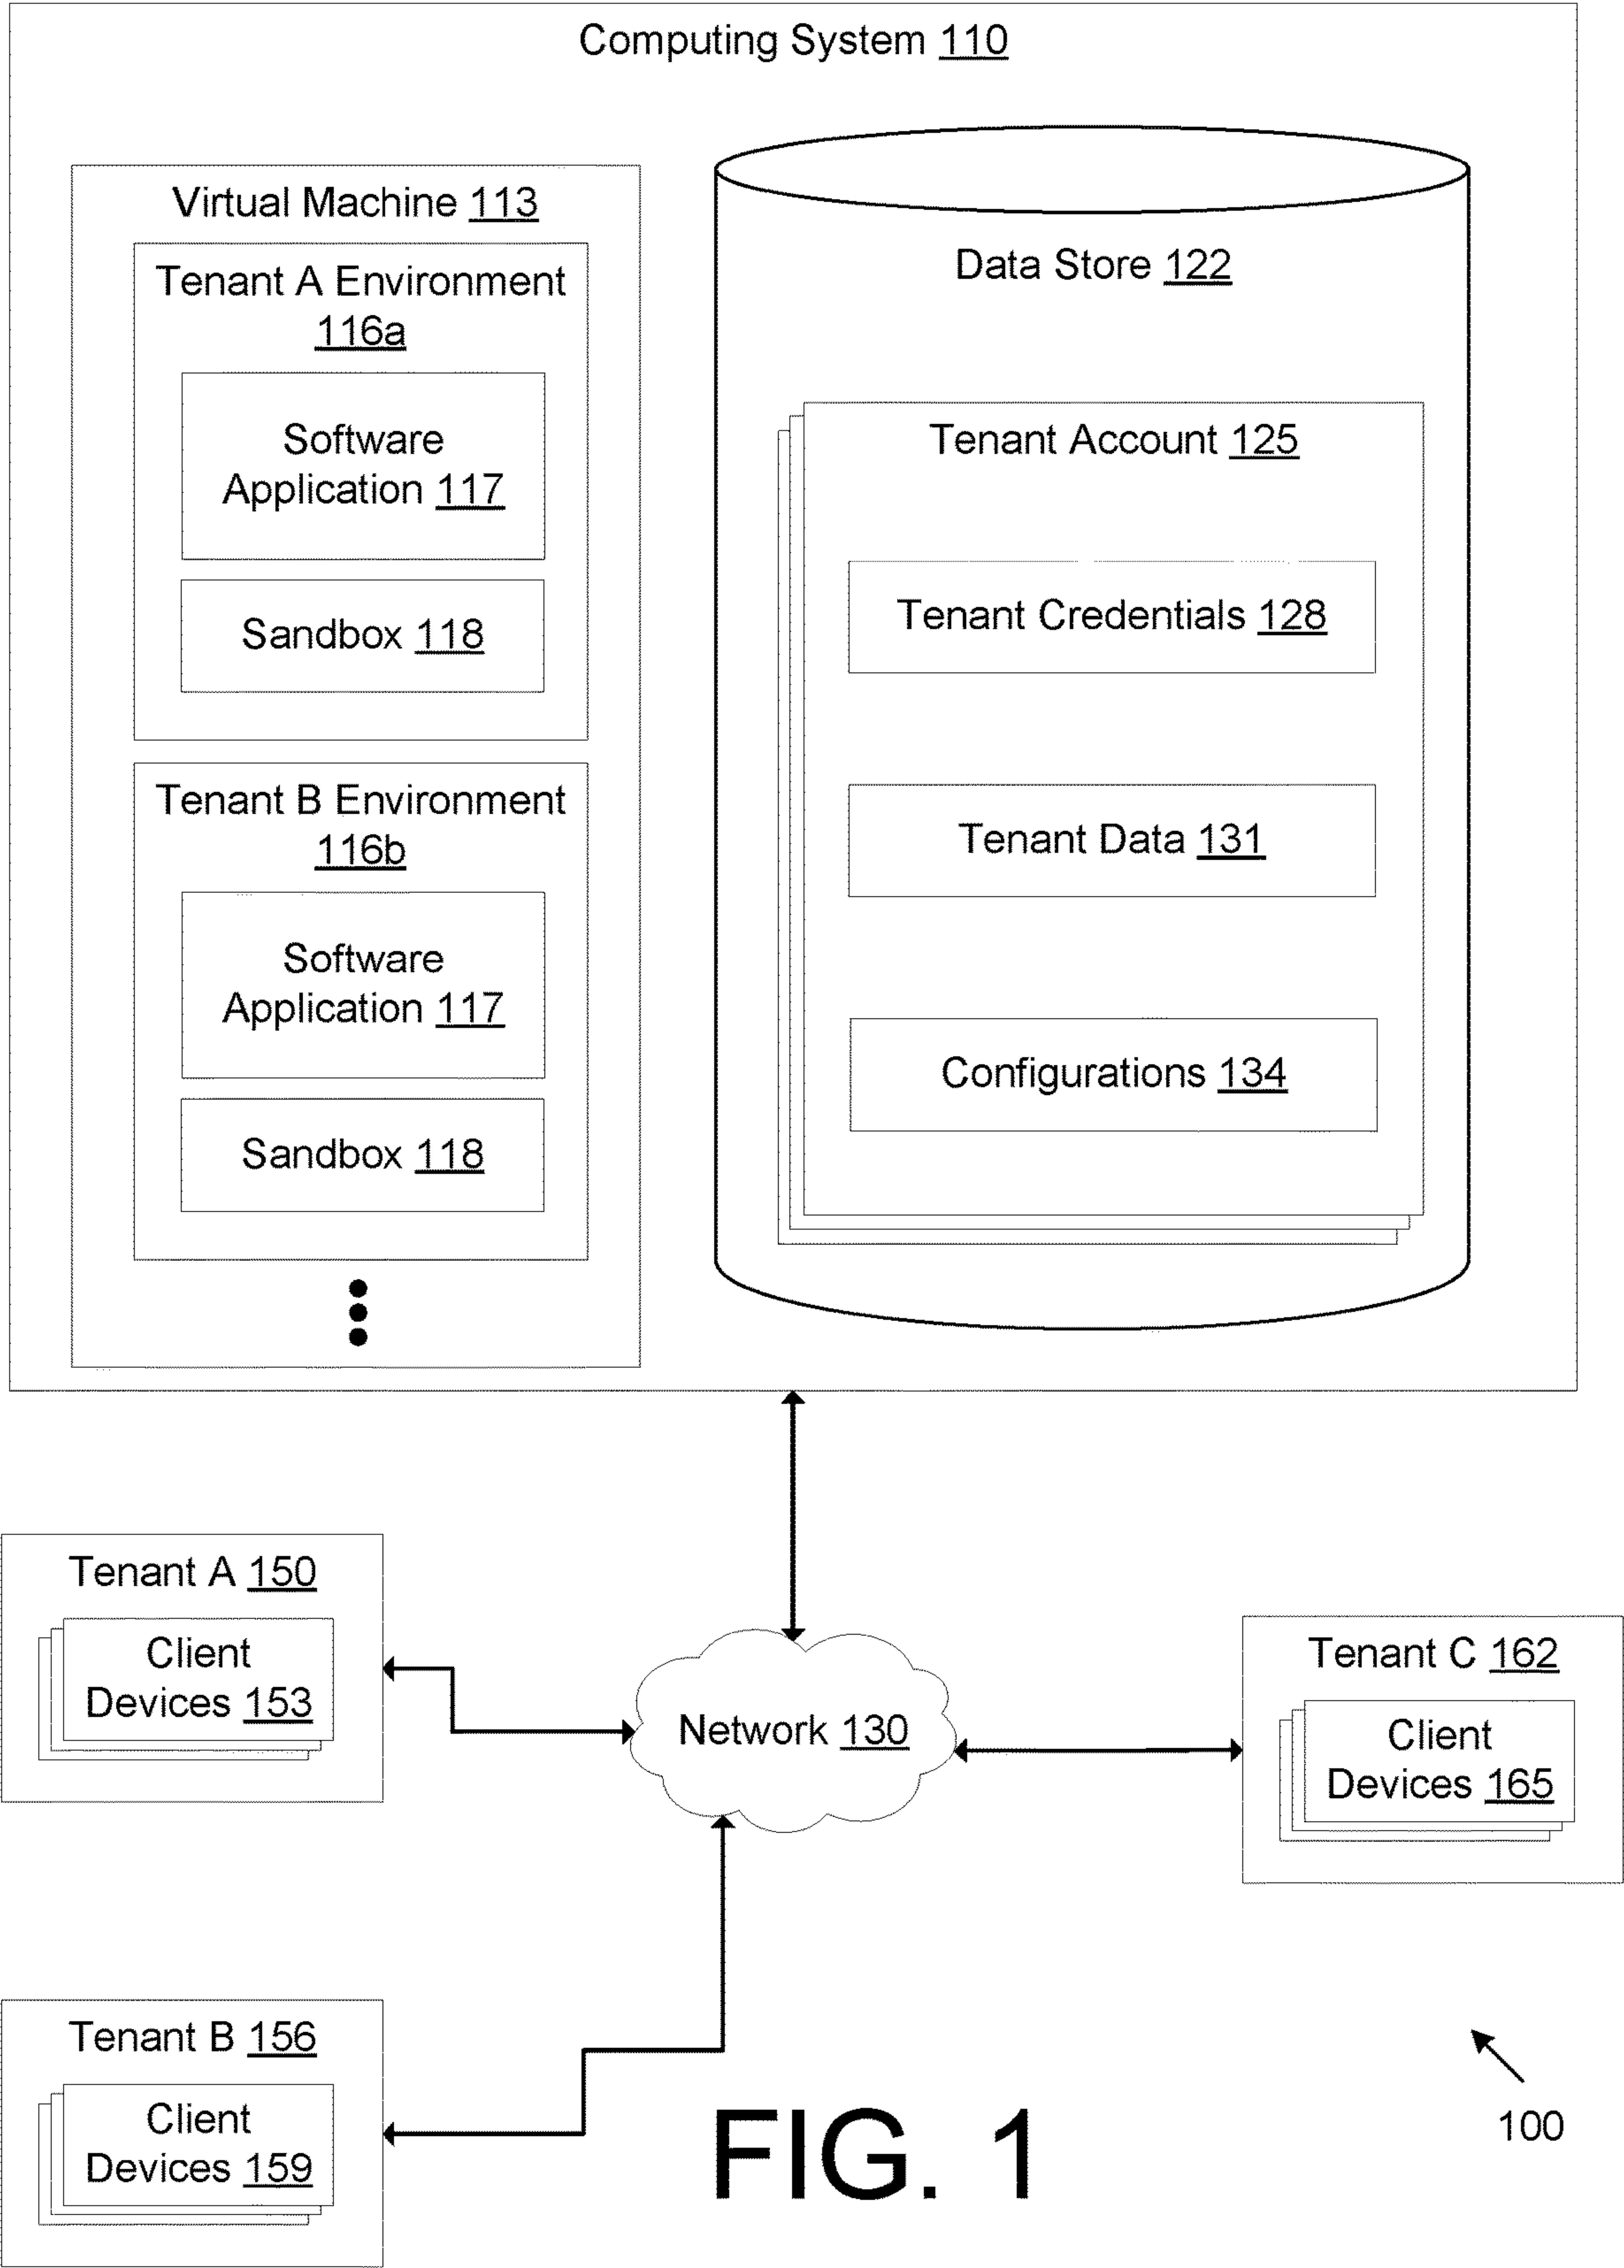 Computing System 110
Virtual Machine 113
Tenant A Environment
116a
Software
Application 117
Sandbox 118
Tenant B Environment
116b
Software
Application 117
Sandbox 118
Data Store 122
Tenant Account 125
Tenant Credentials 128
Tenant Data 131
Configurations 134
Tenant A 150
Client
Devices 153
Network 130
Tenant C 162
Client
Devices 165
Tenant B 156
Client
Devices 159
100
FIG. 1